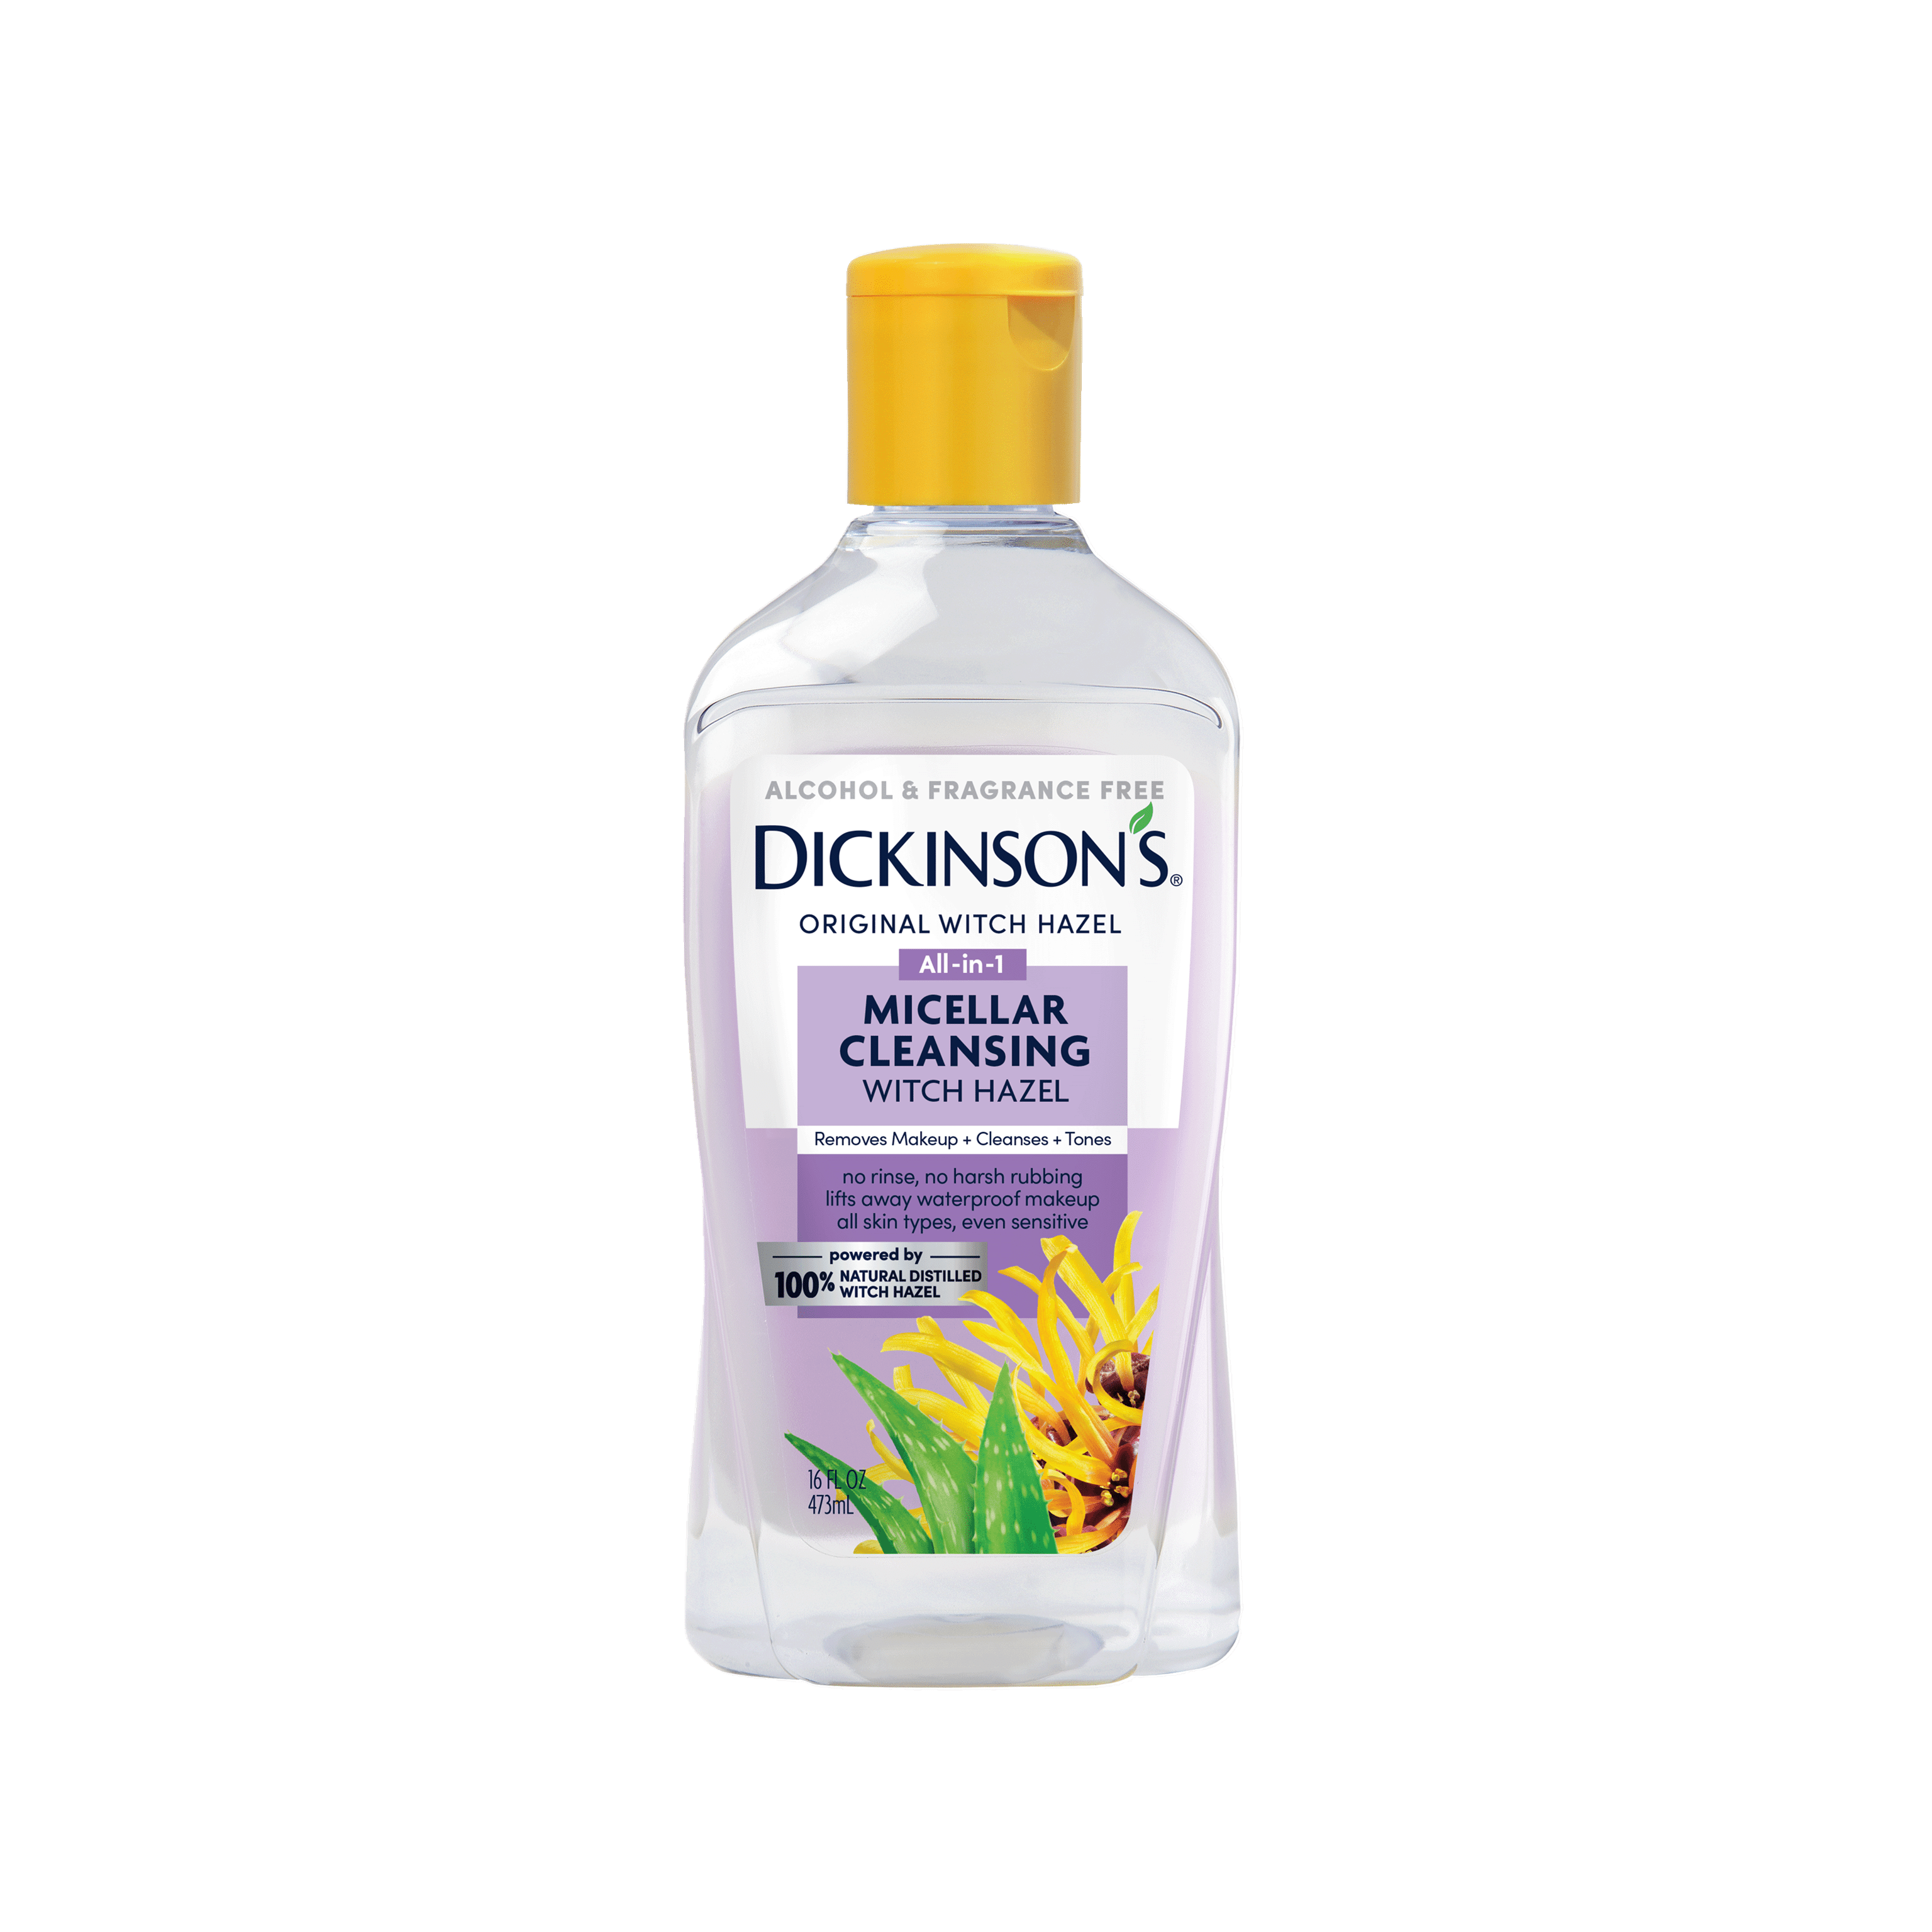 ALCOHOL & FRAGRANCE FREE
DICKINSON'S®
ORIGINAL WITCH HAZEL
All-in-1
MICELLAR
CLEANSING
WITCH HAZEL
Removes Makeup + Cleanses + Tones
no rinse, no harsh rubbing
lifts away waterproof makeup
all skin types, even sensitive
powered by
100% NATURAL DISTILLED
WITCH HAZEL
16 FL OZ
473mL